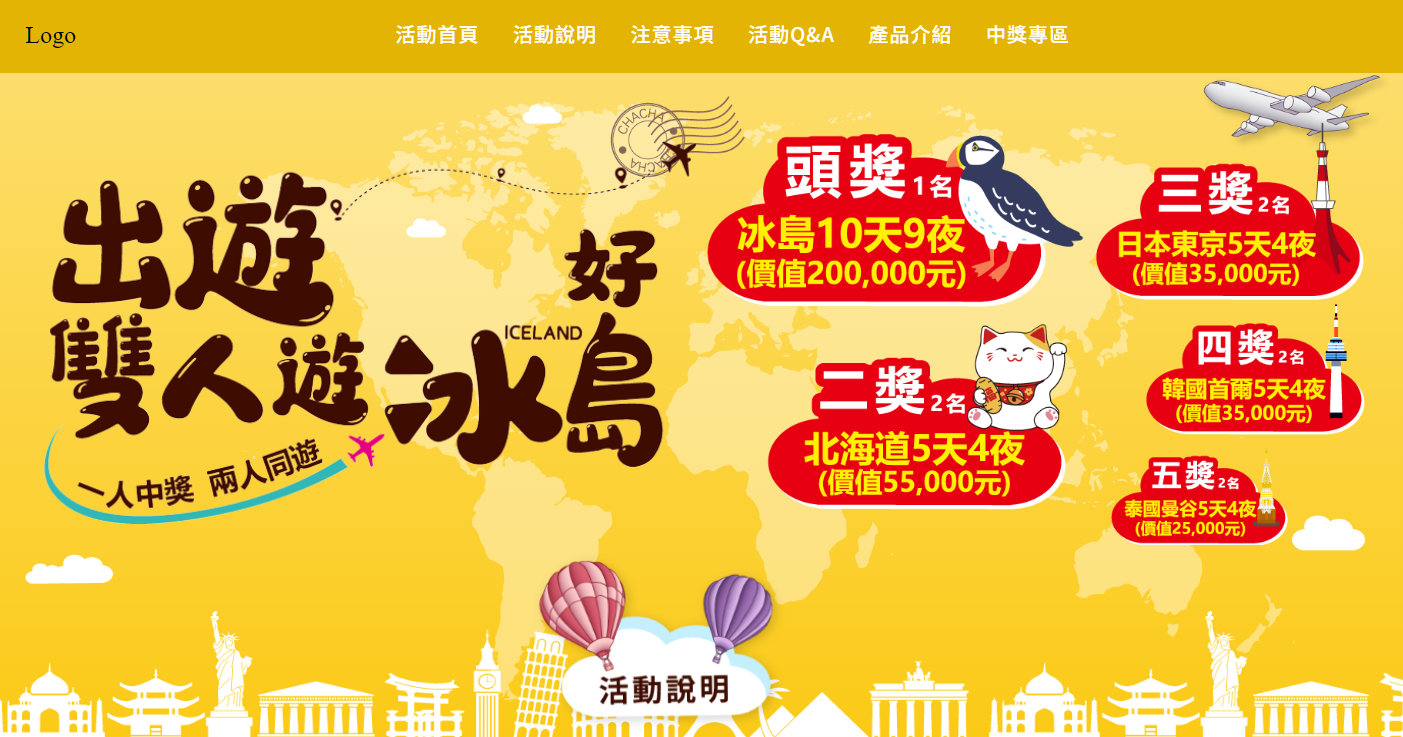 Logo
活動首頁
活動說明
注意事項
活動Q&A
產品介紹
中獎專區
CHACHA
CHACHA
出遊
好
雙人遊
冰島
ICELAND
一人中獎 兩人同遊
頭獎1名
冰島10天9夜
(價值200,000元)
二獎2名
北海道5天4夜
(價值55,000元)
三獎2名
日本東京5天4夜
(價值35,000元)
四獎2名
韓國首爾5天4夜
(價值35,000元)
五獎2名
泰國曼谷5天4夜
(價值25,000元)
活動說明